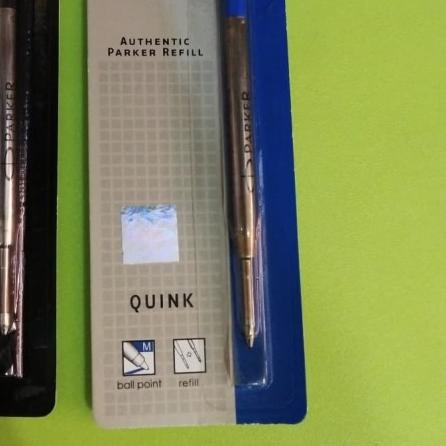 AUTHENTIC
PARKER REFILL
PARKER
PARKER
QUINK
M
ball point
refill